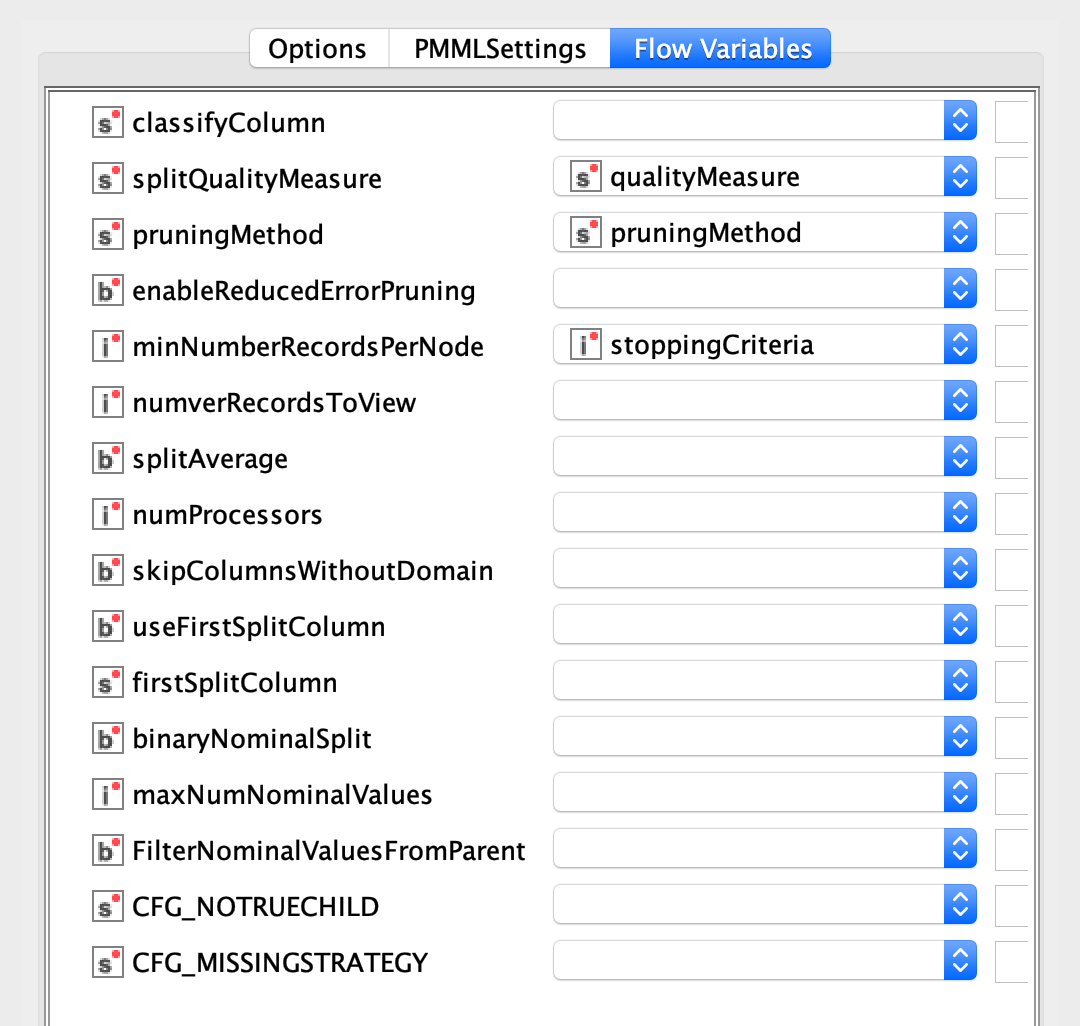 Options PMMLSettings Flow Variables
s classifyColumn
s splitQualityMeasure s qualityMeasure
s pruningMethod s pruningMethod
b enableReducedErrorPruning
i minNumberRecordsPerNode i stoppingCriteria
i numverRecordsToView
b splitAverage
i numProcessors
b skipColumnsWithoutDomain
b useFirstSplitColumn
s firstSplitColumn
b binaryNominalSplit
i maxNumNominalValues
b FilterNominalValuesFromParent
s CFG_NOTRUECHILD
s CFG_MISSINGSTRATEGY